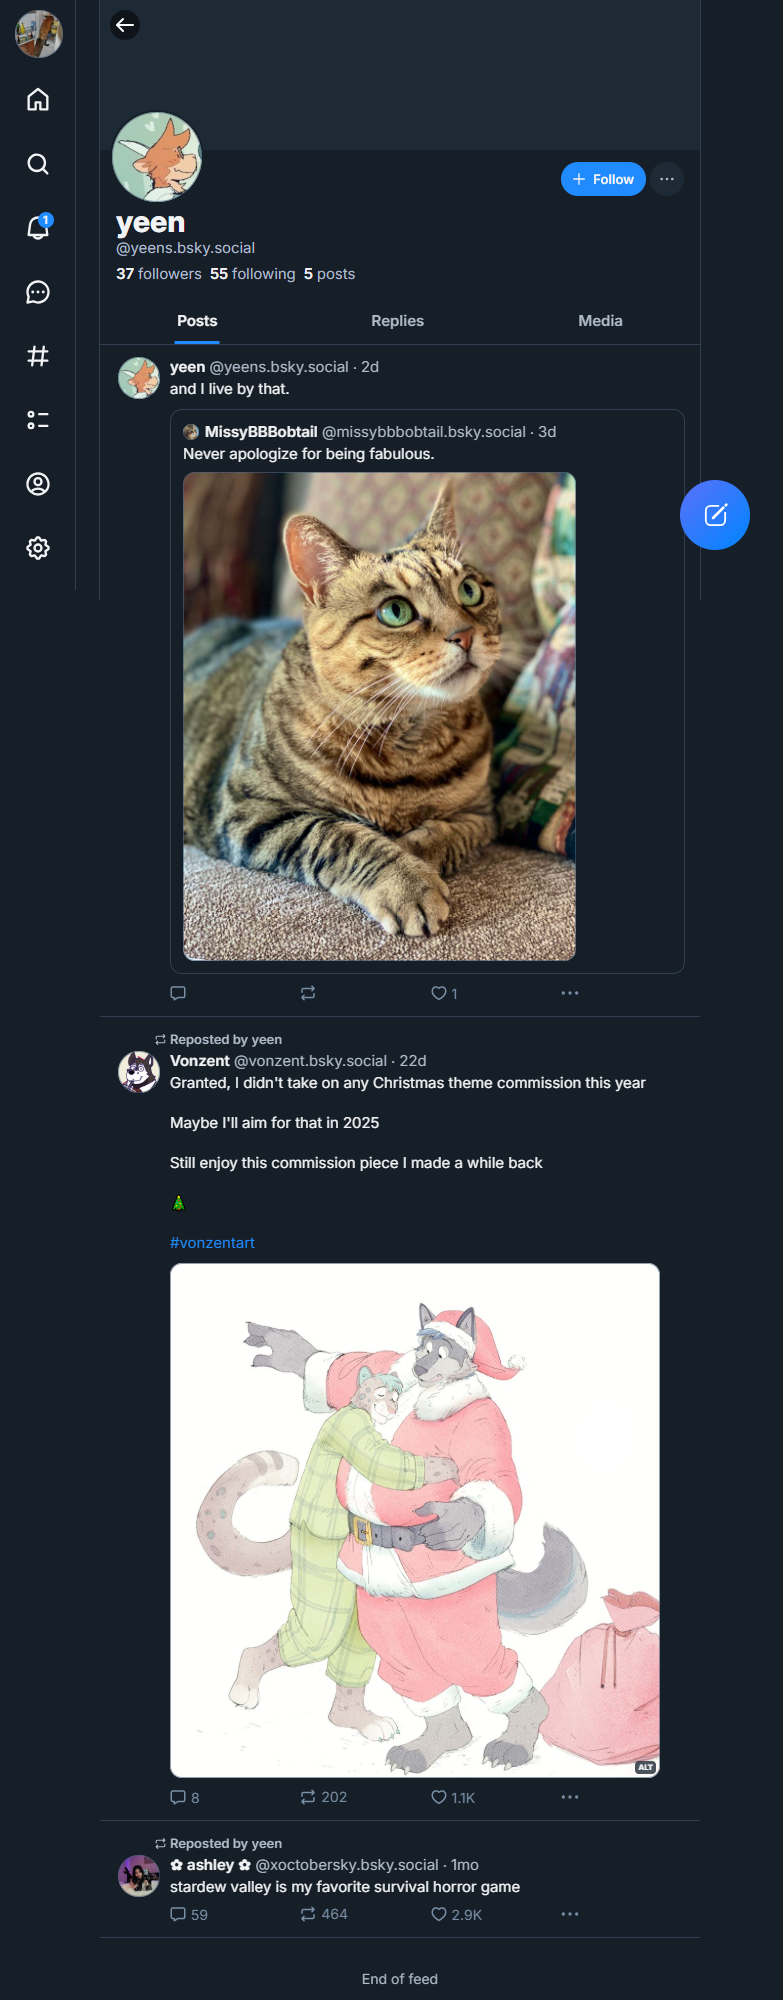 1
+ Follow
yeen
@yeens.bsky.social
37 followers 55 following 5 posts
Posts Replies Media
yeen @yeens.bsky.social · 2d
and I live by that.
MissyBBBobtail @missybbbobtail.bsky.social · 3d
Never apologize for being fabulous.
1
Reposted by yeen
Vonzent @vonzent.bsky.social · 22d
Granted, I didn't take on any Christmas theme commission this year
Maybe I'll aim for that in 2025
Still enjoy this commission piece I made a while back
🎄
#vonzentart
ALT
8 202 1.1K
Reposted by yeen
✿ ashley ✿ @xoctobersky.bsky.social · 1mo
stardew valley is my favorite survival horror game
59 464 2.9K
End of feed